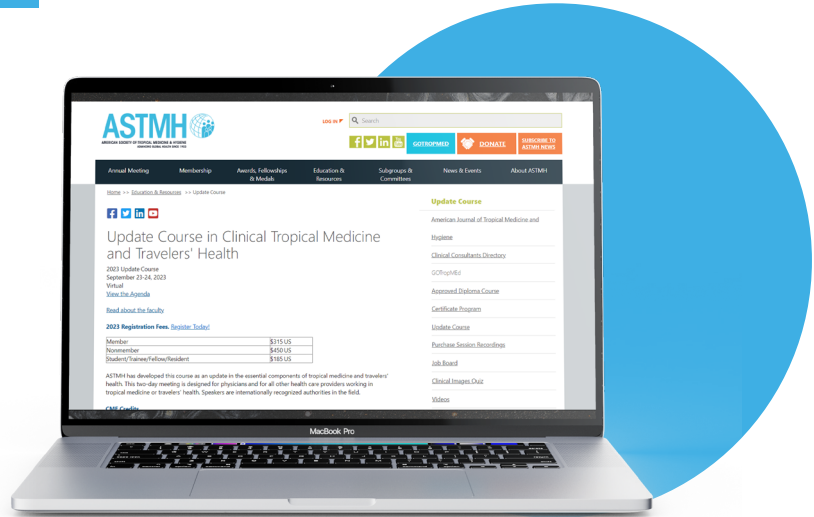 ASTMH
AMERICAN SOCIETY OF TROPICAL MEDICINE & HYGIENE
ADVANCING GLOBAL HEALTH SINCE 1903
LOG IN
Search
GOTROPMED
DONATE
SUBSCRIBE TO
ASTMH NEWS
Annual Meeting
Membership
Awards, Fellowships
& Medals
Education &
Resources
Subgroups &
Committees
News & Events
About ASTMH
Home >> Education & Resources >> Update Course
Update Course in Clinical Tropical Medicine
and Travelers' Health
2023 Update Course
September 23-24, 2023
Virtual
View the Agenda
Read about the faculty
2023 Registration Fees. Register Today!
Member $315 US
Nonmember $450 US
Student/Trainee/Fellow/Resident $185 US
ASTMH has developed this course as an update in the essential components of tropical medicine and travelers'
health. This two-day meeting is designed for physicians and for all other health care providers working in
tropical medicine or travelers' health. Speakers are internationally recognized authorities in the field.
CME Credits
Update Course
American Journal of Tropical Medicine and
Hygiene
Clinical Consultants Directory
GOTropMEd
Approved Diploma Course
Certificate Program
Update Course
Purchase Session Recordings
Job Board
Clinical Images Quiz
Videos
MacBook Pro